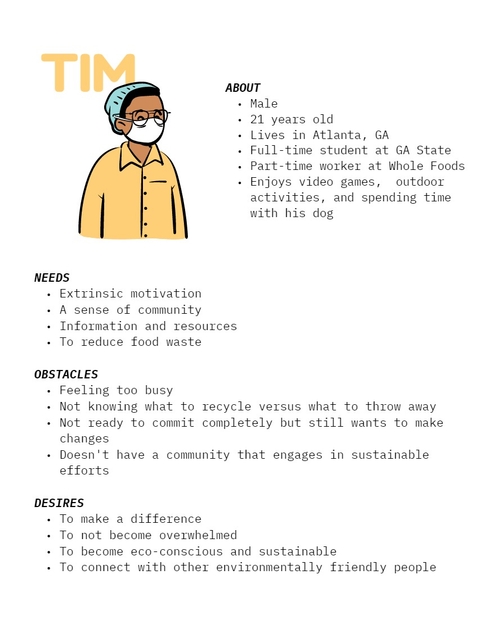 TIM
ABOUT
• Male
• 21 years old
• Lives in Atlanta, GA
• Full-time student at GA State
• Part-time worker at Whole Foods
• Enjoys video games, outdoor
activities, and spending time
with his dog
NEEDS
• Extrinsic motivation
• A sense of community
• Information and resources
• To reduce food waste
OBSTACLES
• Feeling too busy
• Not knowing what to recycle versus what to throw away
• Not ready to commit completely but still wants to make
changes
• Doesn't have a community that engages in sustainable
efforts
DESIRES
• To make a difference
• To not become overwhelmed
• To become eco-conscious and sustainable
• To connect with other environmentally friendly people